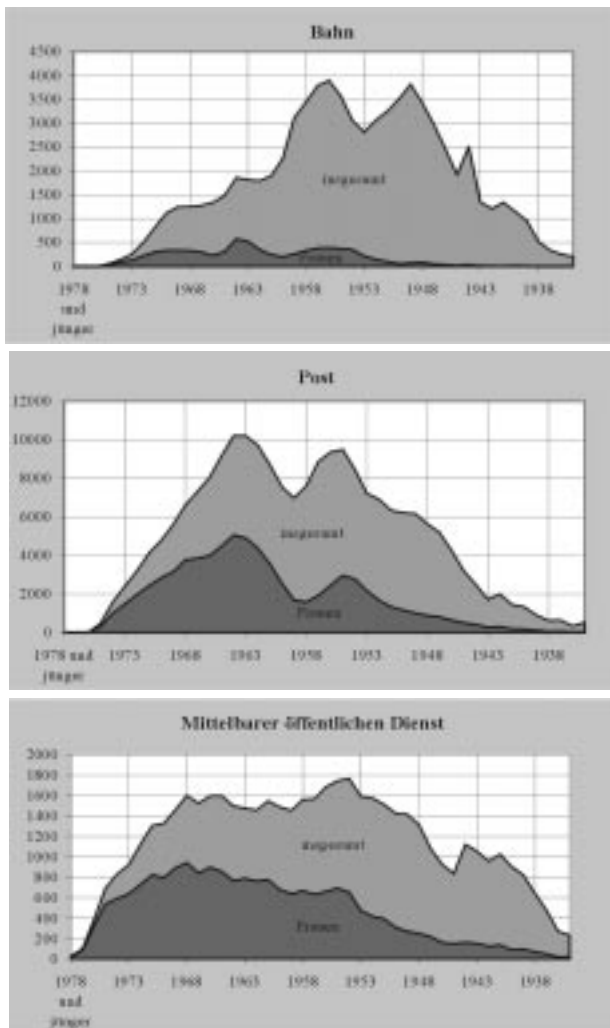 Bahn
4500
4000
3500
3000
2500
2000
1500
1000
500
0
insgesamt
Frauen
1978 1973 1968 1963 1958 1953 1948 1943 1938
und
jünger
Post
12000
10000
8000
6000
4000
2000
0
insgesamt
Frauen
1978 und 1973 1968 1963 1958 1953 1948 1943 1938
jünger
Mittelbarer öffentlichen Dienst
2000
1800
1600
1400
1200
1000
800
600
400
200
0
insgesamt
Frauen
1978 1973 1968 1963 1958 1953 1948 1943 1938
und
jünger